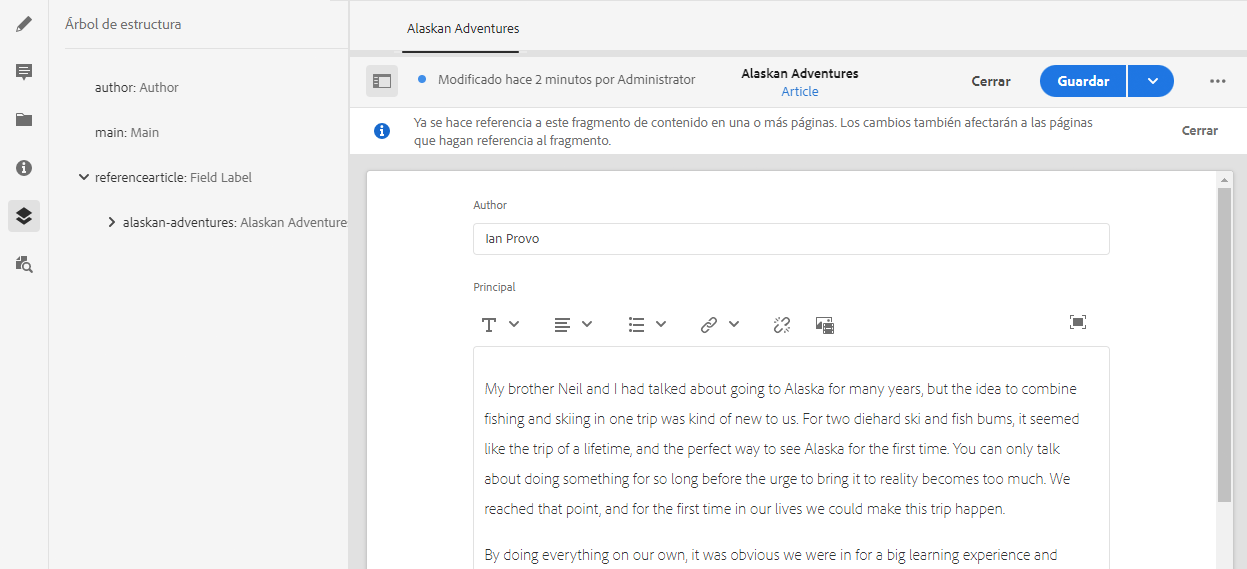 Árbol de estructura
author: Author
main: Main
referencearticle: Field Label
alaskan-adventures: Alaskan Adventure
Alaskan Adventures
Modificado hace 2 minutos por Administrator
Alaskan Adventures
Article
Cerrar
Guardar
Ya se hace referencia a este fragmento de contenido en una o más páginas. Los cambios también afectarán a las páginas
que hagan referencia al fragmento.
Cerrar
Author
Ian Provo
Principal
My brother Neil and I had talked about going to Alaska for many years, but the idea to combine
fishing and skiing in one trip was kind of new to us. For two diehard ski and fish bums, it seemed
like the trip of a lifetime, and the perfect way to see Alaska for the first time. You can only talk
about doing something for so long before the urge to bring it to reality becomes too much. We
reached that point, and for the first time in our lives we could make this trip happen.
By doing everything on our own, it was obvious we were in for a big learning experience and